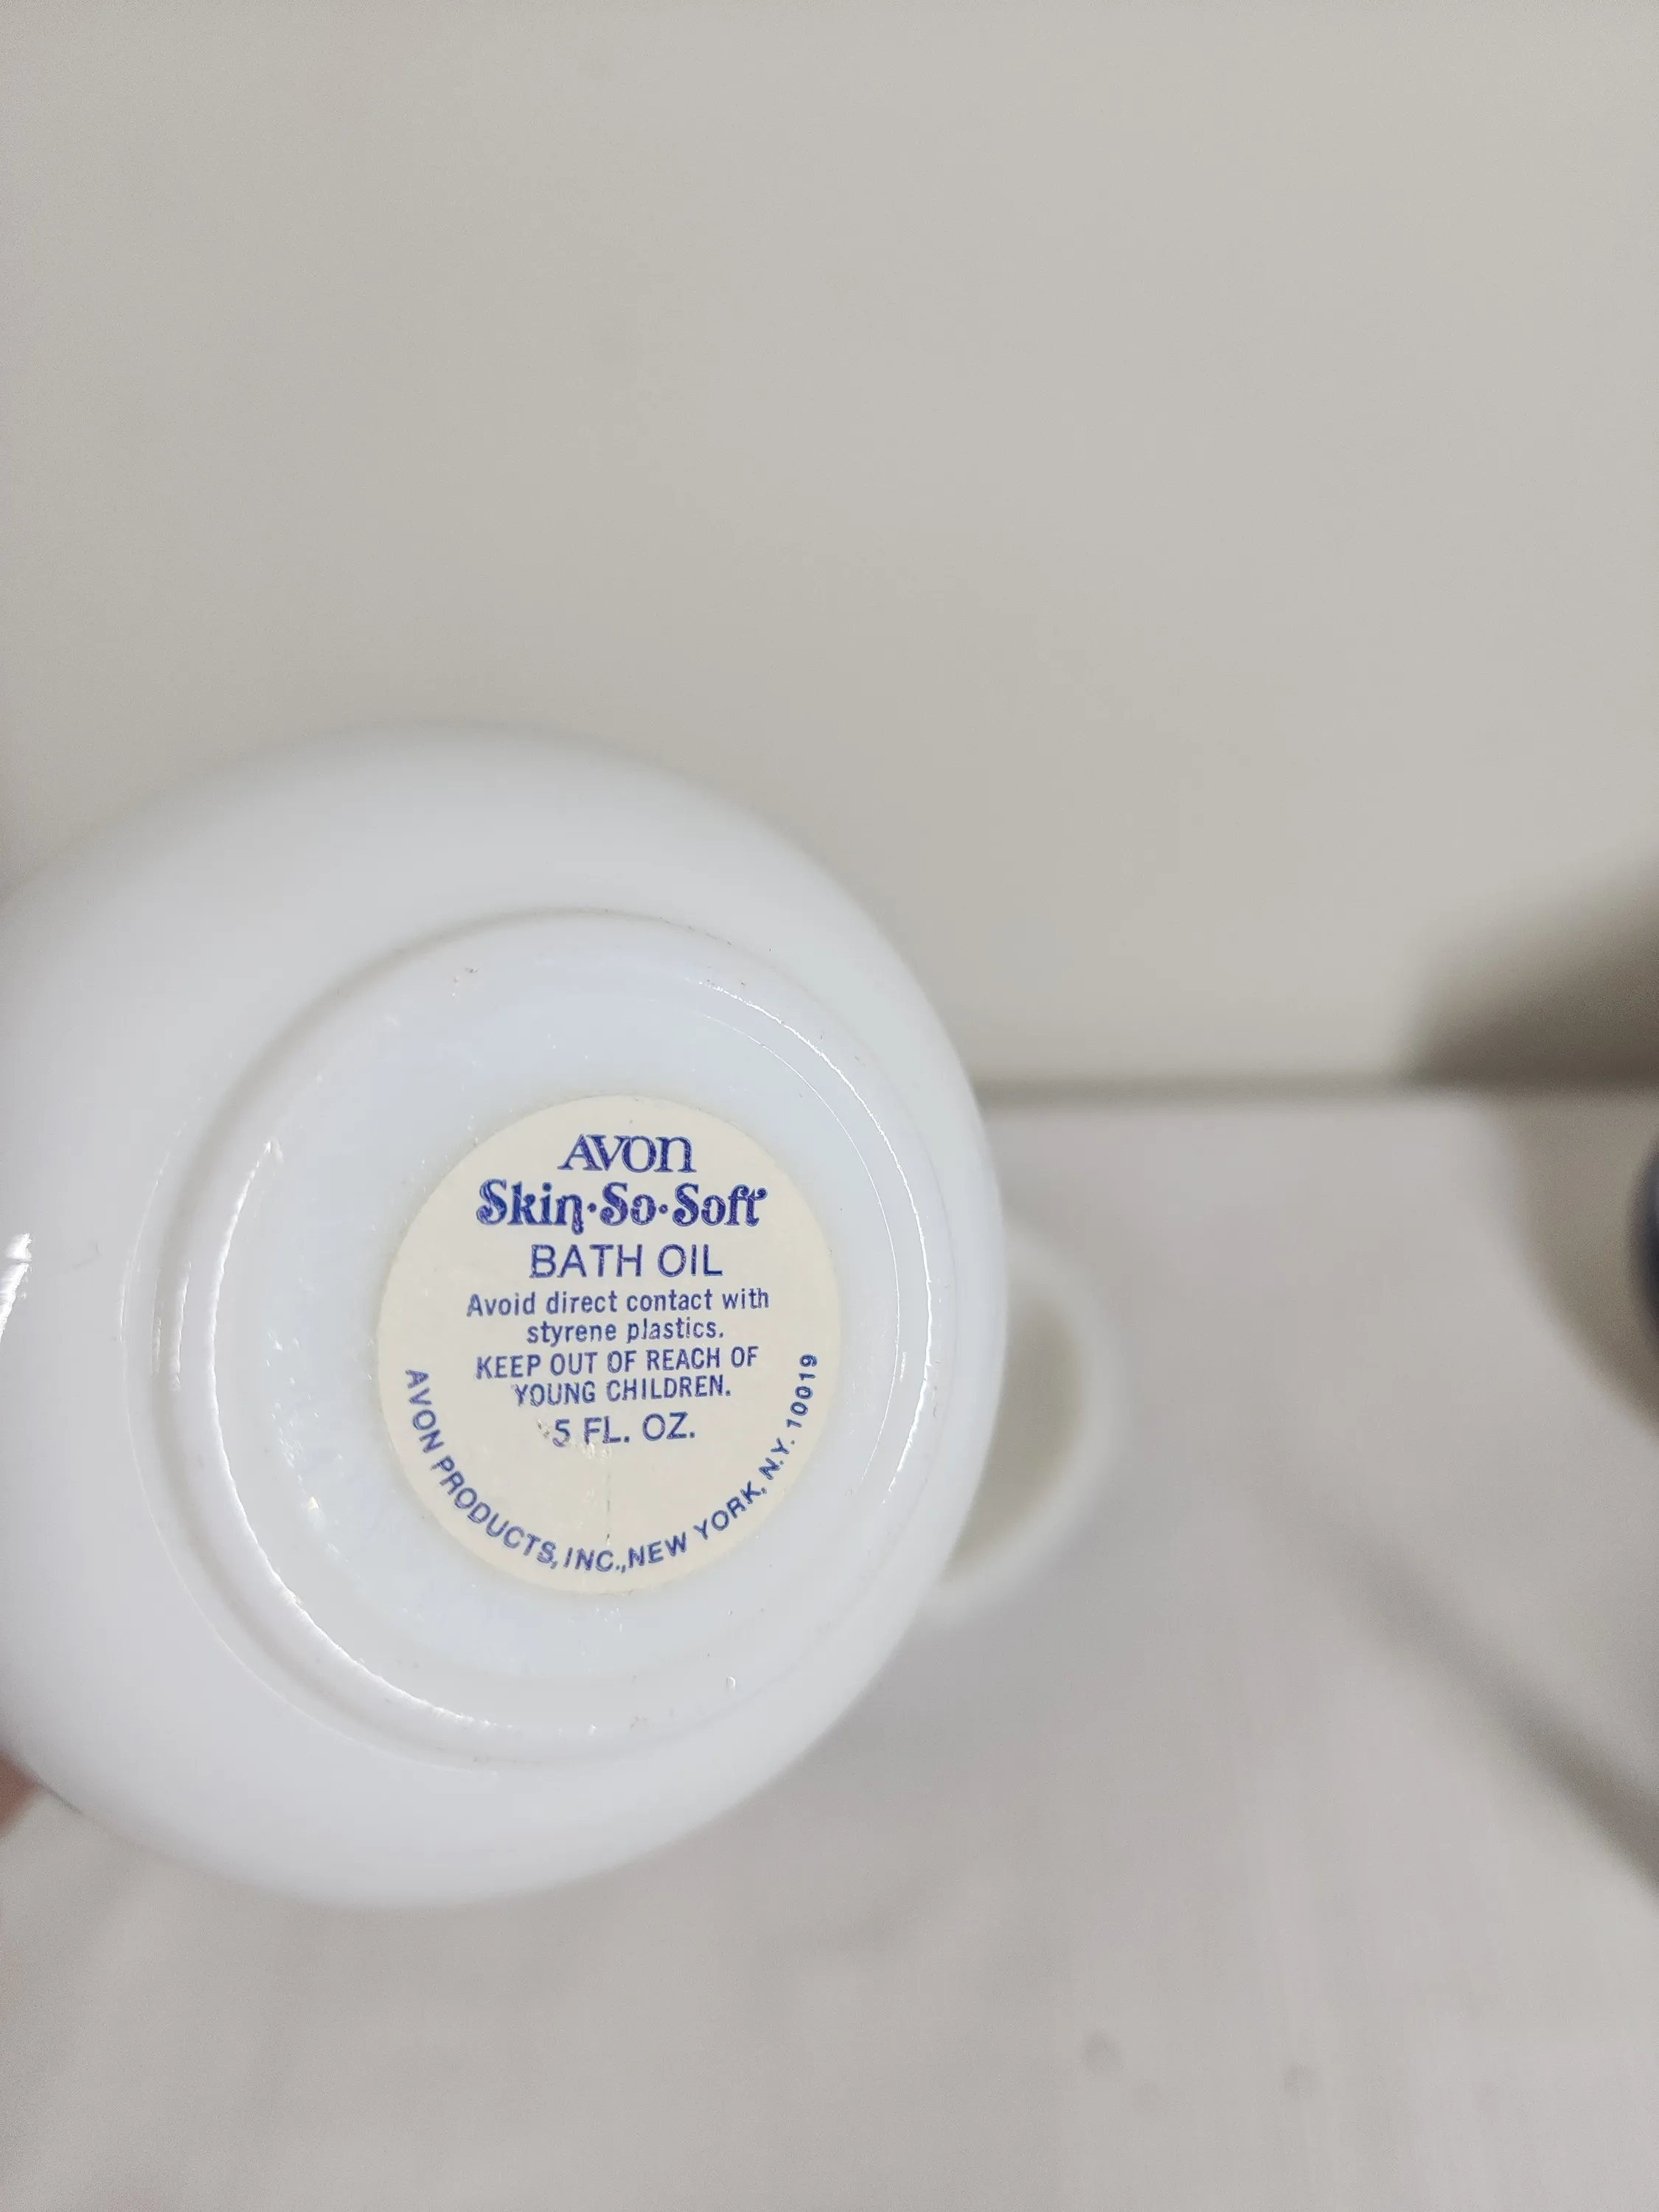 AVON
Skin·So·Soft
BATH OIL
Avoid direct contact with
styrene plastics.
KEEP OUT OF REACH OF
YOUNG CHILDREN.
5 FL. OZ.
AVON PRODUCTS, INC., NEW YORK, N.Y. 10019